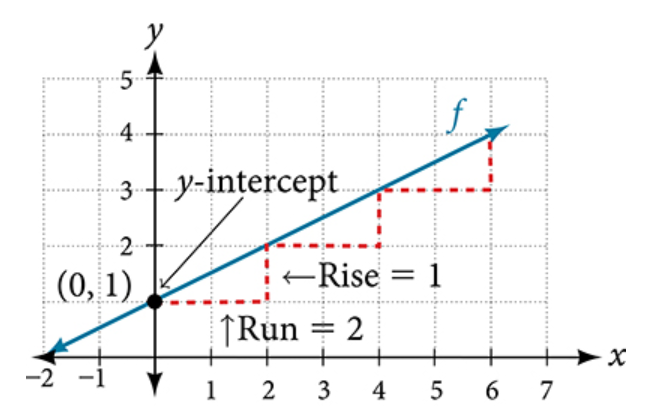 y
5
f
4
y-intercept
3
2
(0, 1)
←Rise = 1
↑Run = 2
x
−2 −1 1 2 3 4 5 6 7